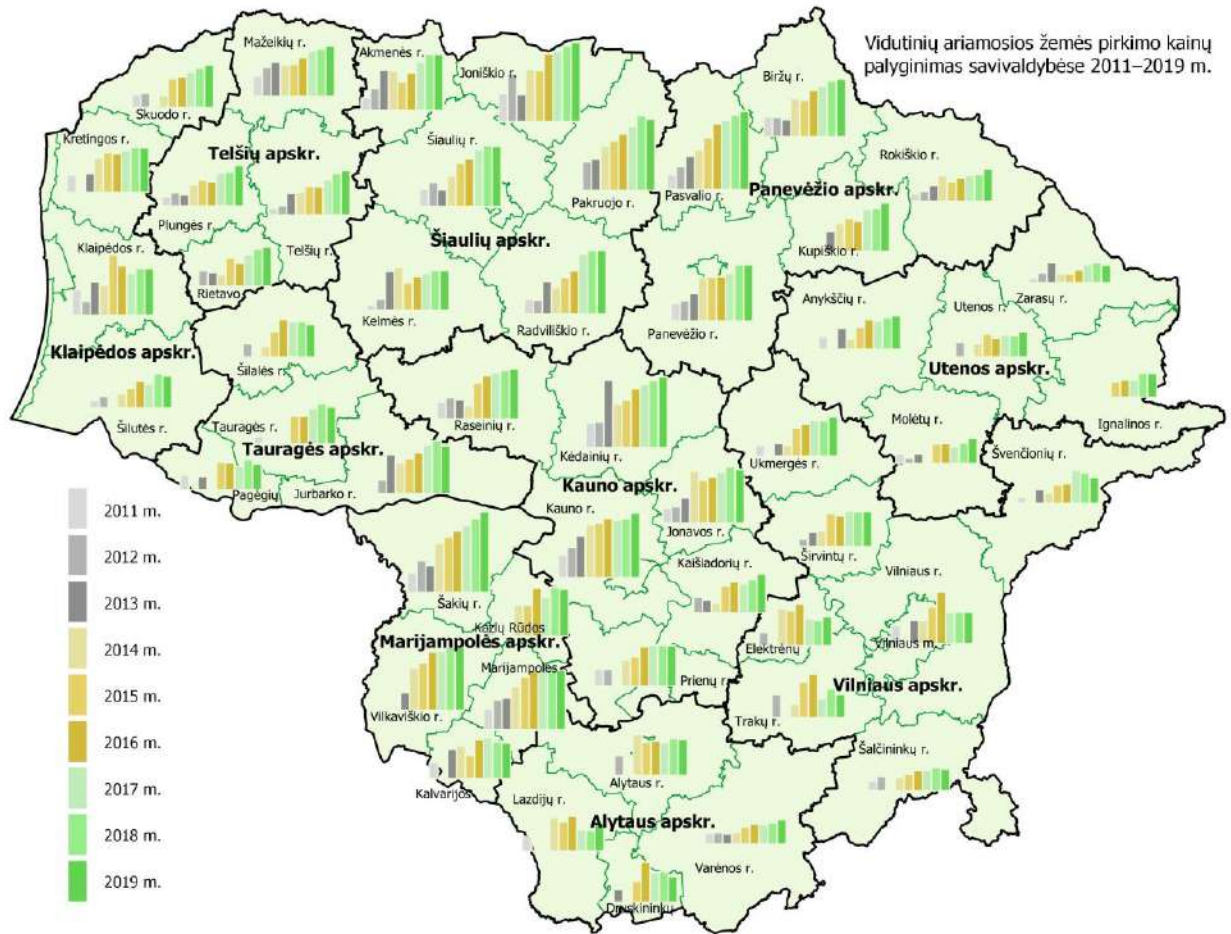 Vidutinių ariamosios žemės pirkimo kainų
palyginimas savivaldybėse 2011–2019 m.
Mažeikių r.
Akmenės r.
Joniškio r.
Biržų r.
Skuodo r.
Kretingos r.
Telšių apskr.
Šiaulių r.
Rokiškio r.
Plungės r.
Pakruojo r.
Pasvalio r.
Panevėžio apskr.
Klaipėdos r.
Telšių r.
Šiaulių apskr.
Kupiškio r.
Rietavo
Kelmės r.
Radviliškio r.
Panevėžio r.
Anykščių r.
Utenos r.
Zarasų r.
Klaipėdos apskr.
Šilalės r.
Utenos apskr.
Šilutės r.
Tauragės r.
Raseinių r.
Kėdainių r.
Ukmergės r.
Molėtų r.
Ignalinos r.
Tauragės apskr.
Švenčionių r.
Pagėgių
Jurbarko r.
Kauno apskr.
Kauno r.
Jonavos r.
Širvintų r.
Kaišiadorių r.
Vilniaus r.
Šakių r.
Kazlų Rūdos
Marijampolės apskr.
Elektrėnų
Vilniaus m.
Marijampolės
Prienų r.
Vilniaus apskr.
Vilkaviškio r.
Trakų r.
Šalčininkų r.
Kalvarijos
Alytaus r.
Lazdijų r.
Alytaus apskr.
Varėnos r.
Druskininkų
2011 m.
2012 m.
2013 m.
2014 m.
2015 m.
2016 m.
2017 m.
2018 m.
2019 m.